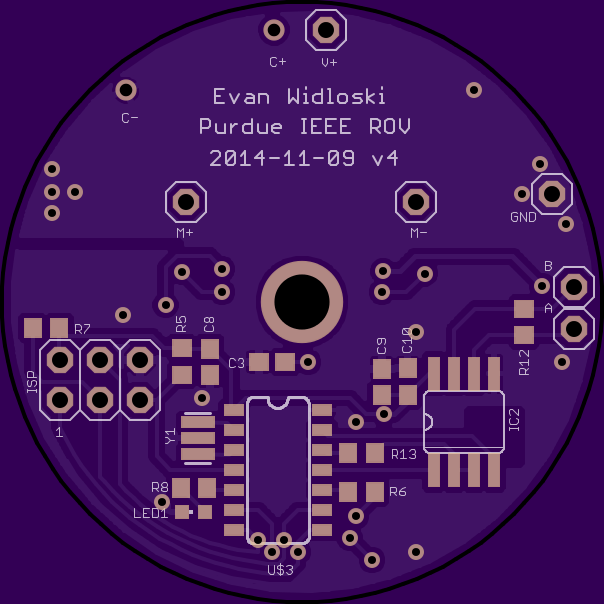 C+ V+
C-
Evan Widloski
Purdue IEEE ROV
2014-11-09 v4
M+ M-
GND
B
A
R7 R5 C8
C3 C9 C10
R12
ISP
1
Y1
IC2
R13
R8 R6
LED1
U$3